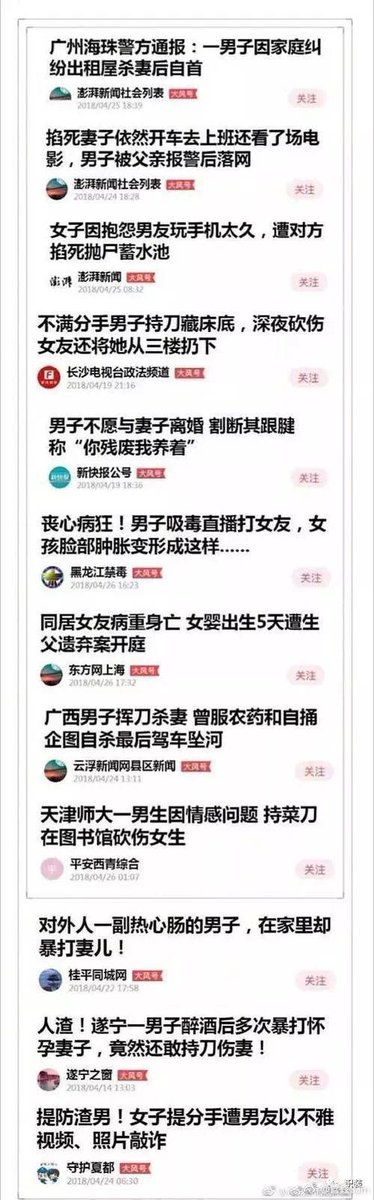 广州海珠警方通报：一男子因家庭纠
纷出租屋杀妻后自首
澎湃新闻社会列表 大风号
2018/04/25 18:39
关注
掐死妻子依然开车去上班还看了场电
影，男子被父亲报警后落网
澎湃新闻社会列表 大风号
2018/04/24 18:28
关注
女子因抱怨男友玩手机太久，遭对方
掐死抛尸蓄水池
澎湃 澎湃新闻 大风号
2018/04/25 08:32
关注
不满分手男子持刀藏床底，深夜砍伤
女友还将她从三楼扔下
长沙电视台政法频道 大风号
2018/04/19 21:16
关注
男子不愿与妻子离婚 割断其跟腱
称“你残废我养着”
新快报 新快报公号 大风号
2018/04/19 18:36
关注
丧心病狂！男子吸毒直播打女友，女
孩脸部肿胀变形成这样......
黑龙江禁毒 大风号
2018/04/26 16:23
关注
同居女友病重身亡 女婴出生5天遭生
父遗弃案开庭
东方网上海 大风号
2018/04/26 17:32
关注
广西男子挥刀杀妻 曾服农药和自捅
企图自杀最后驾车坠河
云浮新闻网县区新闻 大风号
2018/04/24 13:11
关注
天津师大一男生因情感问题 持菜刀
在图书馆砍伤女生
平 平安西青综合
2018/04/26 01:07
关注
对外人一副热心肠的男子，在家里却
暴打妻儿！
桂平同城网 大风号
2018/04/22 17:58
关注
人渣！遂宁一男子醉酒后多次暴打怀
孕妻子，竟然还敢持刀伤妻！
遂宁之窗 大风号
2018/04/14 13:03
关注
提防渣男！女子提分手遭男友以不雅
视频、照片敲诈
守护夏都 大风号
2018/04/24 06:30
关注